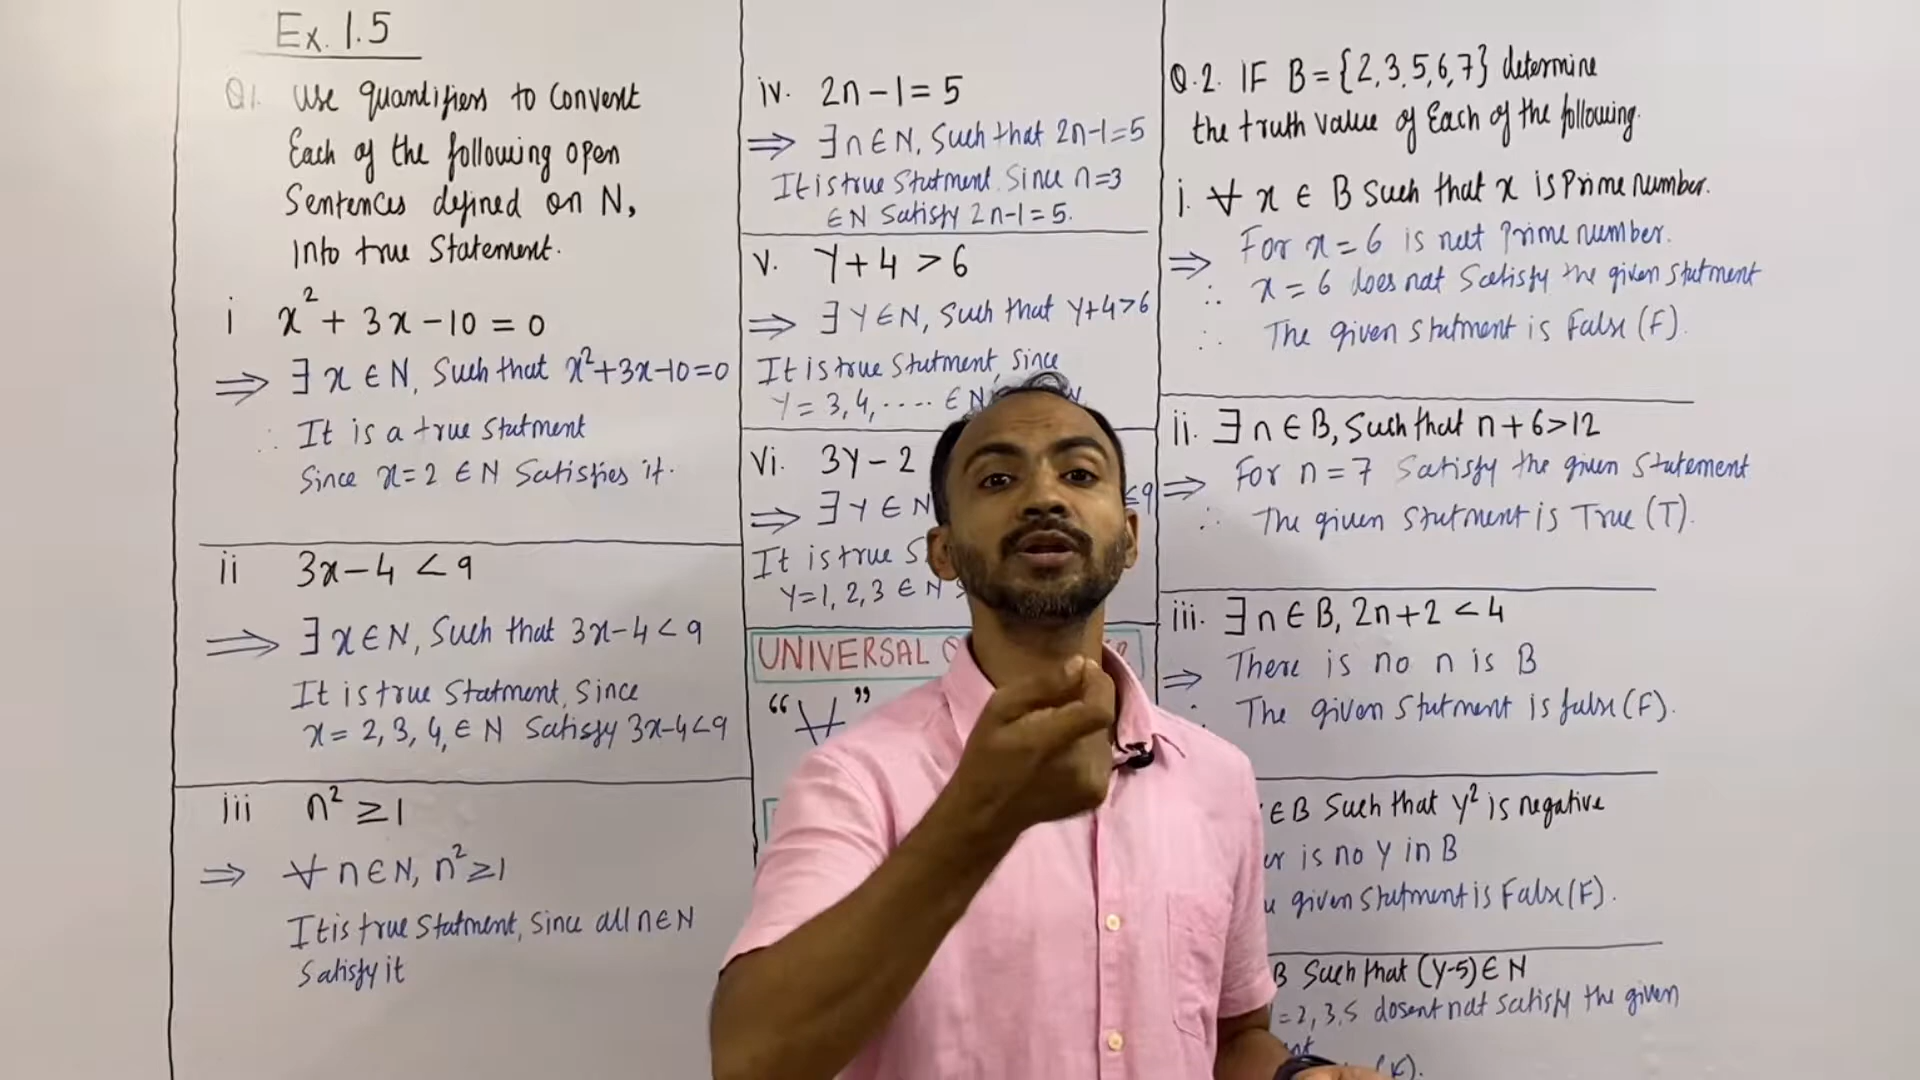 Ex. 1.5
Q1. Use quantifiers to convert
Each of the following open
Sentences defined on N,
into true Statement.
i x² + 3x - 10 = 0
⇒ ∃ x ∈ N, Such that x²+3x-10=0
∴ It is a true Statment
Since x=2 ∈ N Satisfies it.
ii 3x-4 < 9
⇒ ∃ x ∈ N, Such that 3x-4 < 9
It is true Statment, Since
x= 2, 3, 4, ∈ N Satisfy 3x-4<9
iii n² ≥ 1
⇒ ∀ n ∈ N, n² ≥ 1
It is true Statment, Since all n ∈ N
Satisfy it
iv. 2n - 1 = 5
⇒ ∃ n ∈ N, Such that 2n-1=5
It is true Statment. Since n=3
∈ N Satisfy 2n-1=5.
v. Y+4 > 6
⇒ ∃ Y ∈ N, Such that Y+4>6
It is true Statment, Since
Y = 3, 4, .... ∈ N
vi. 3Y - 2
⇒ ∃ Y ∈ N ≤9
It is true S
Y=1, 2, 3 ∈ N S
UNIVERSAL
“∀”
Q.2. IF B = {2,3,5,6,7} determine
the truth value of Each of the following.
i. ∀ x ∈ B Such that x is Prime number.
⇒ For x = 6 is not Prime number.
∴ x = 6 does not Satisfy the given statment
∴ The given Statment is False (F).
ii. ∃ n ∈ B, Such that n+6>12
⇒ For n = 7 Satisfy the given Statement
∴ The given Statment is True (T).
iii. ∃ n ∈ B, 2n+2 < 4
⇒ There is no n is B
∴ The given Statment is false (F).
∈ B Such that Y² is negative
er is no Y in B
given Statment is False (F).
B Such that (Y-5) ∈ N
=2, 3, 5 dosent not satisfy the given